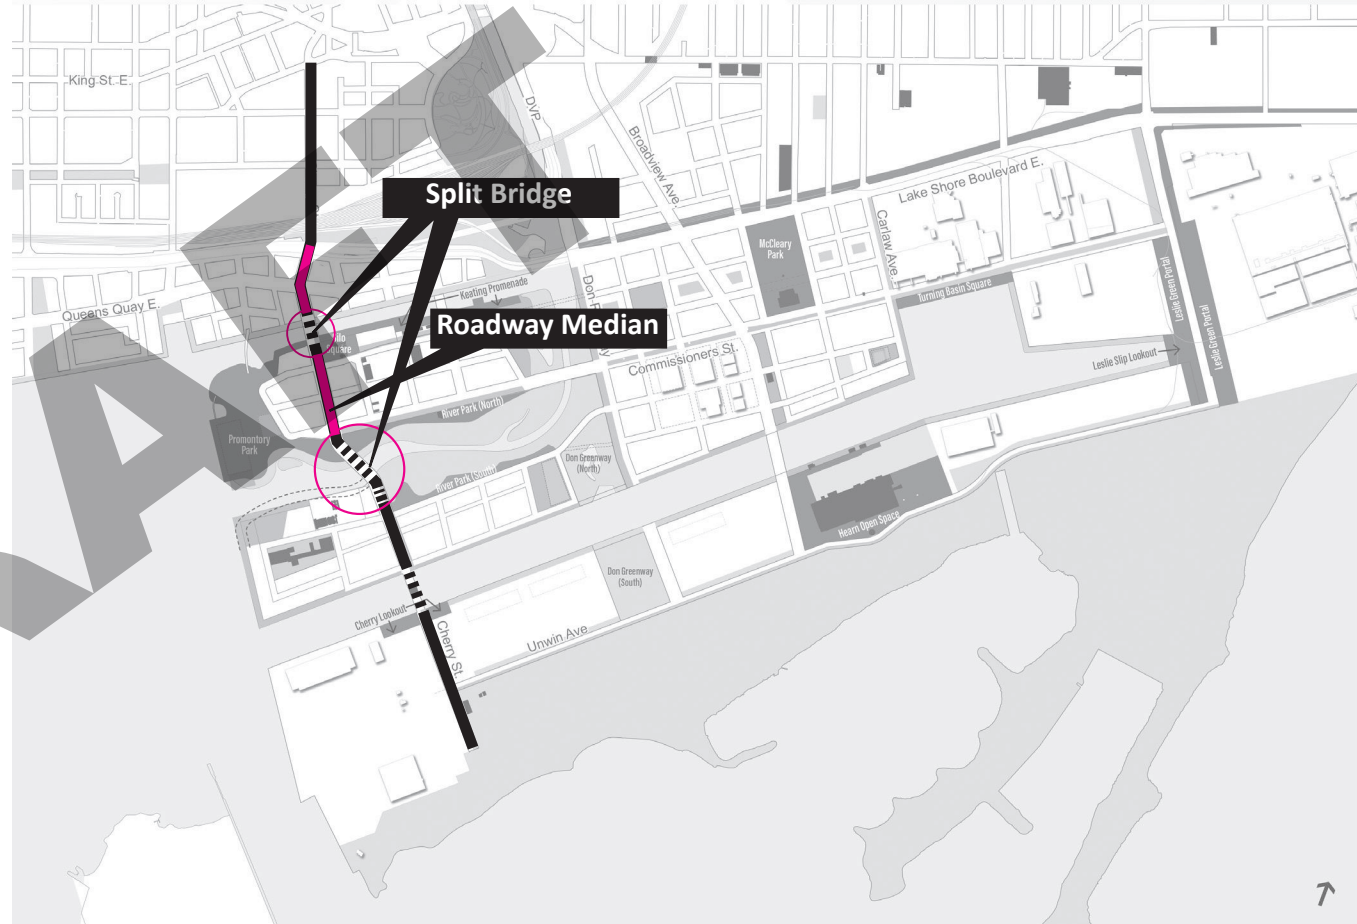 King St. E.
DVP
Broadview Ave.
Split Bridge
Lake Shore Boulevard E.
McCleary
Park
Carlaw Ave.
Queens Quay E.
Keating Promenade
Turning Basin Square
Leslie Green Portal
Leslie Green Portal
Roadway Median
Commissioners St.
Leslie Slip Lookout
River Park (North)
Promontory
Park
River Park (South)
Don Greenway
(North)
Hearn Open Space
Don Greenway
(South)
Cherry Lookout
Cherry St.
Unwin Ave